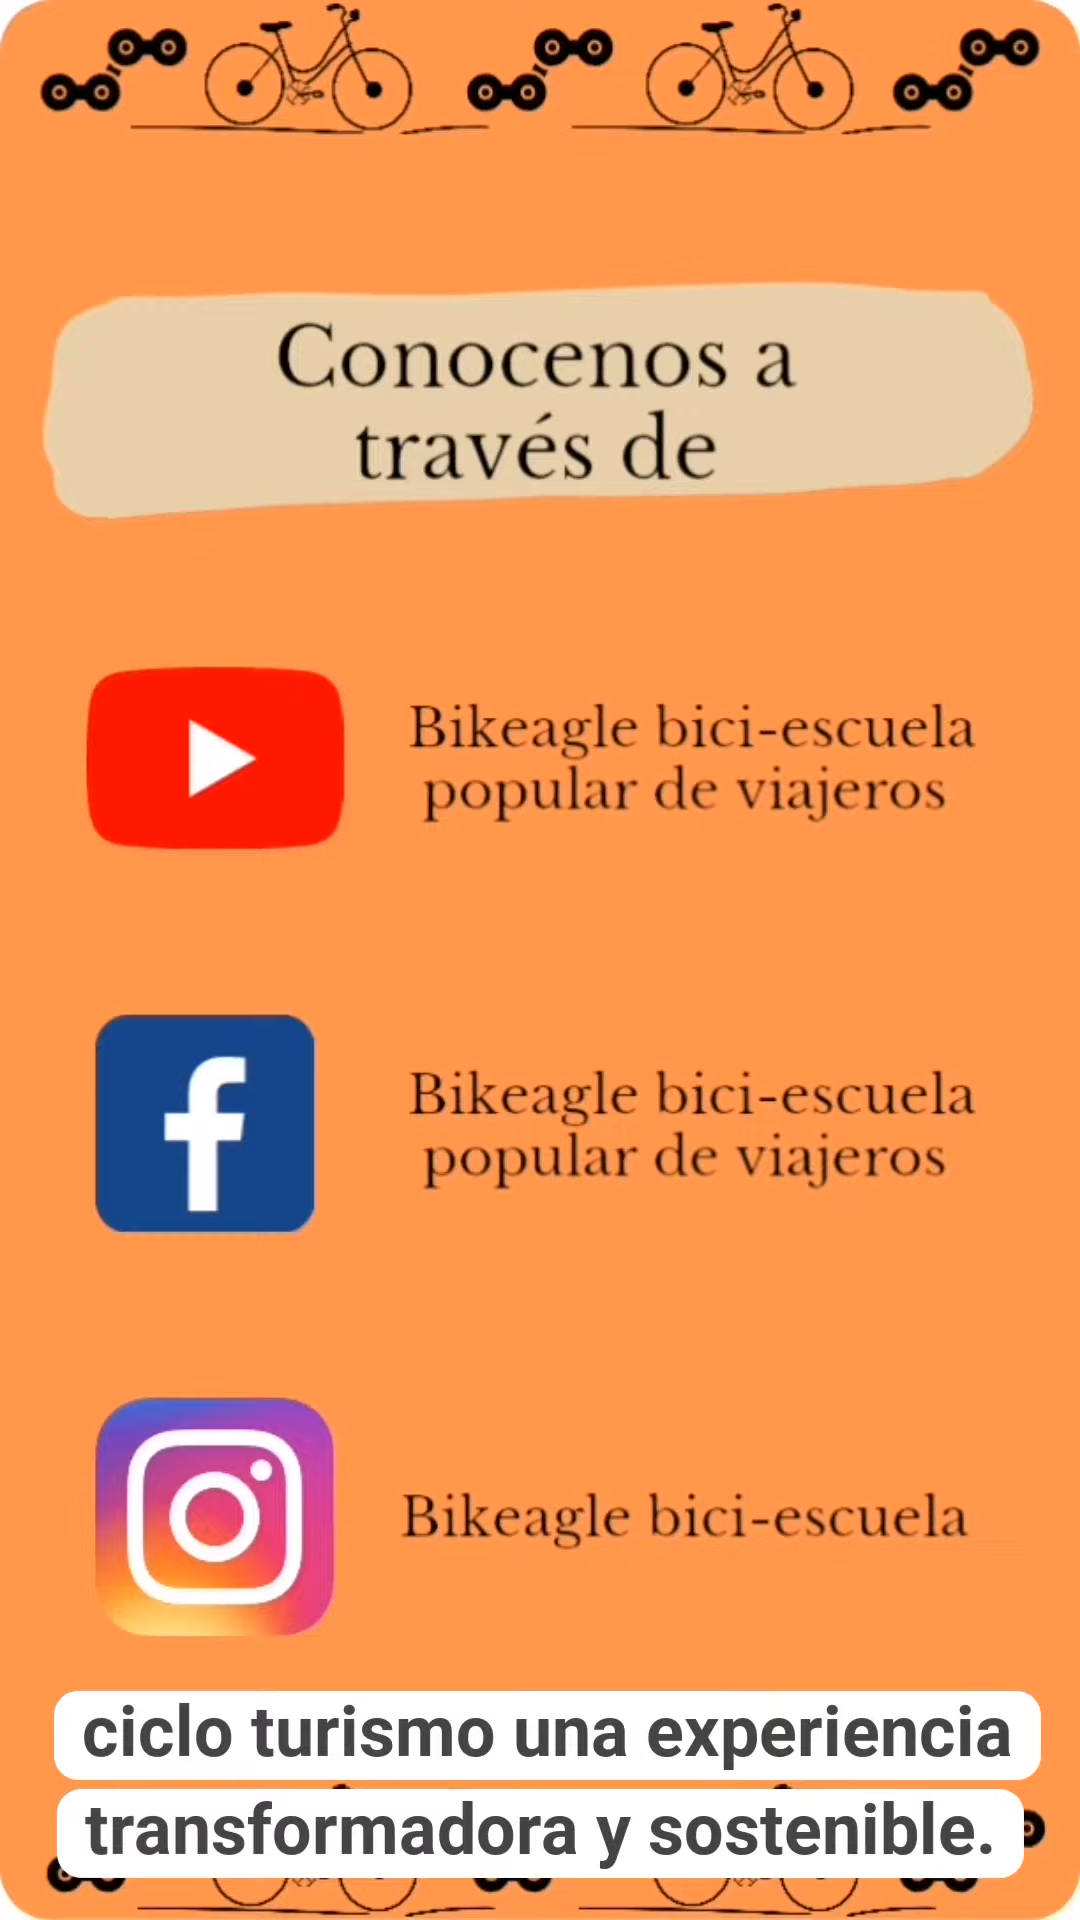 Conocenos a
través de
Bikeagle bici-escuela
popular de viajeros
Bikeagle bici-escuela
popular de viajeros
Bikeagle bici-escuela
ciclo turismo una experiencia
transformadora y sostenible.